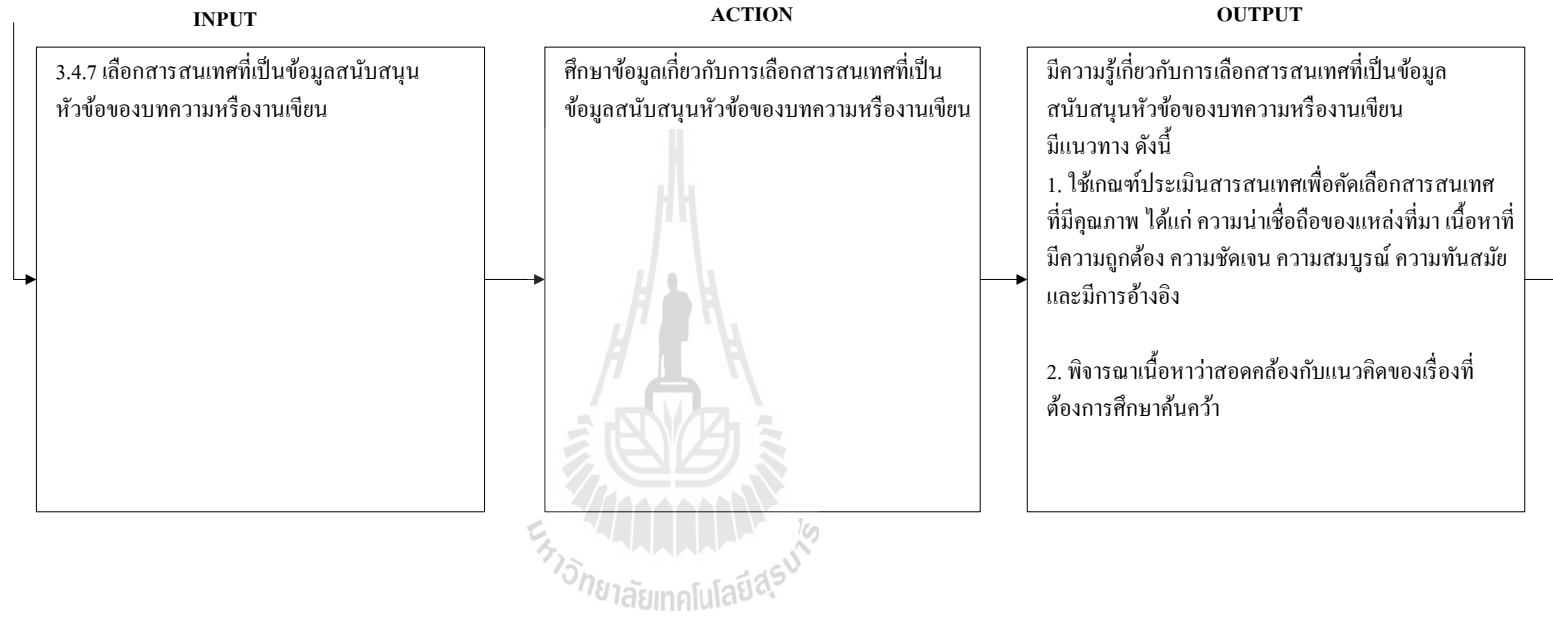 INPUT
ACTION
OUTPUT
3.4.7 เลือกสารสนเทศที่เป็นข้อมูลสนับสนุน
หัวข้อของบทความหรืองานเขียน
ศึกษาข้อมูลเกี่ยวกับการเลือกสารสนเทศที่เป็น
ข้อมูลสนับสนุนหัวข้อของบทความหรืองานเขียน
มีความรู้เกี่ยวกับการเลือกสารสนเทศที่เป็นข้อมูล
สนับสนุนหัวข้อของบทความหรืองานเขียน
มีแนวทาง ดังนี้
1. ใช้เกณฑ์ประเมินสารสนเทศเพื่อคัดเลือกสารสนเทศ
ที่มีคุณภาพ ได้แก่ ความน่าเชื่อถือของแหล่งที่มา เนื้อหาที่
มีความถูกต้อง ความชัดเจน ความสมบูรณ์ ความทันสมัย
และมีการอ้างอิง
2. พิจารณาเนื้อหาว่าสอดคล้องกับแนวคิดของเรื่องที่
ต้องการศึกษาค้นคว้า
มหาวิทยาลัยเทคโนโลยีสุรนารี